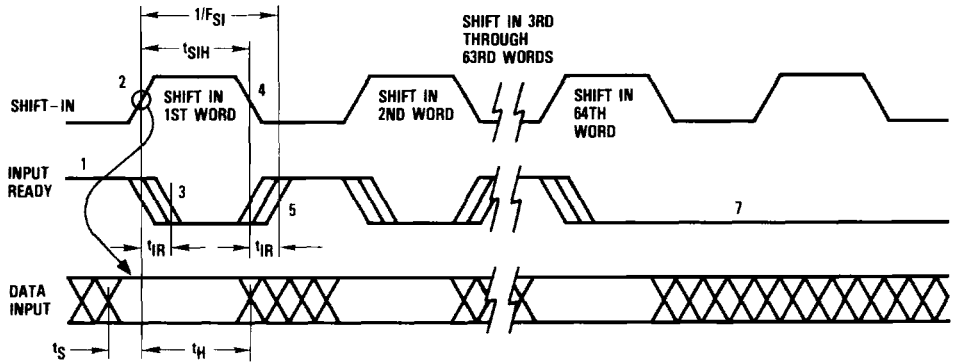 1/FSI
tSIH
SHIFT IN 3RD
THROUGH
63RD WORDS
SHIFT-IN
2
SHIFT IN
1ST WORD
4
SHIFT IN
2ND WORD
SHIFT IN
64TH
WORD
INPUT
READY
1
3
5
7
tIR
tIR
DATA
INPUT
tS
tH